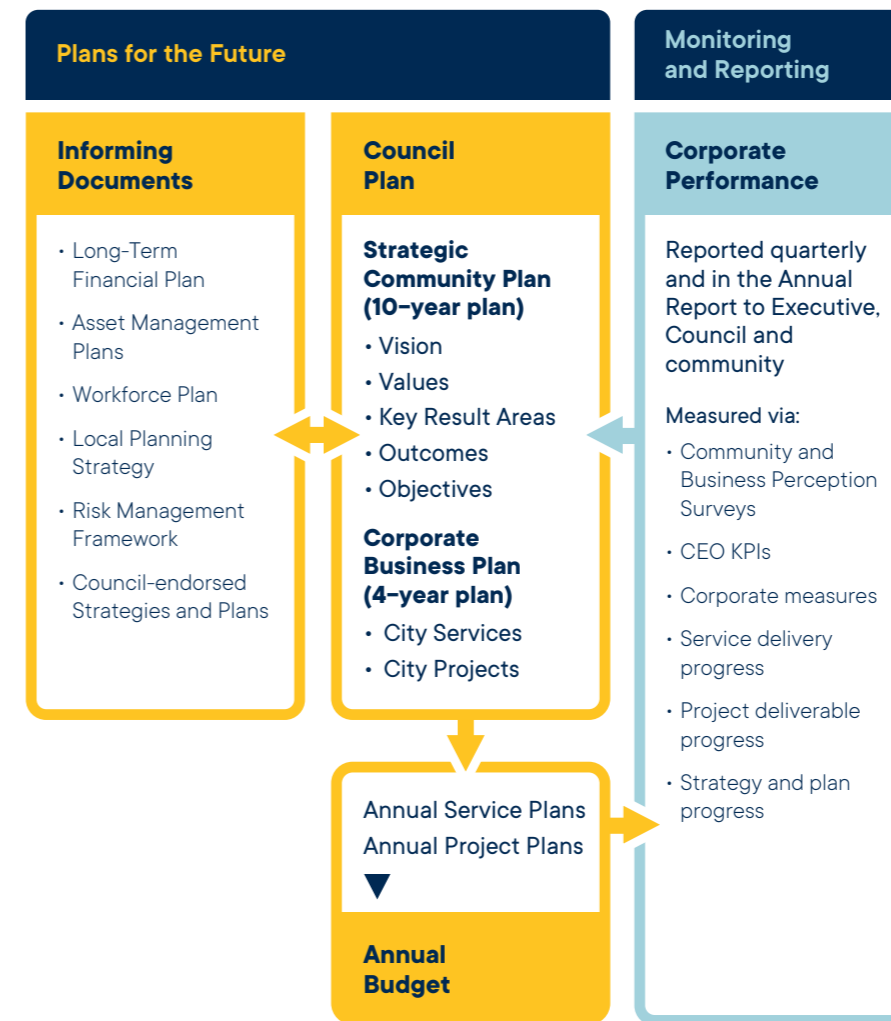 Plans for the Future
Monitoring
and Reporting
Informing
Documents
• Long-Term
Financial Plan
• Asset Management
Plans
• Workforce Plan
• Local Planning
Strategy
• Risk Management
Framework
• Council-endorsed
Strategies and Plans
Council
Plan
Strategic
Community Plan
(10-year plan)
• Vision
• Values
• Key Result Areas
• Outcomes
• Objectives
Corporate
Business Plan
(4-year plan)
• City Services
• City Projects
Annual Service Plans
Annual Project Plans
Annual
Budget
Corporate
Performance
Reported quarterly
and in the Annual
Report to Executive,
Council and
community
Measured via:
• Community and
Business Perception
Surveys
• CEO KPIs
• Corporate measures
• Service delivery
progress
• Project deliverable
progress
• Strategy and plan
progress